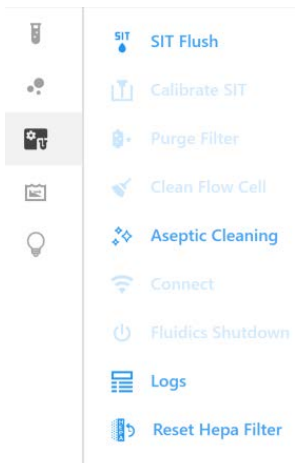 SIT
SIT Flush
Calibrate SIT
Purge Filter
Clean Flow Cell
Aseptic Cleaning
Connect
Fluidics Shutdown
Logs
HEPA
Reset Hepa Filter